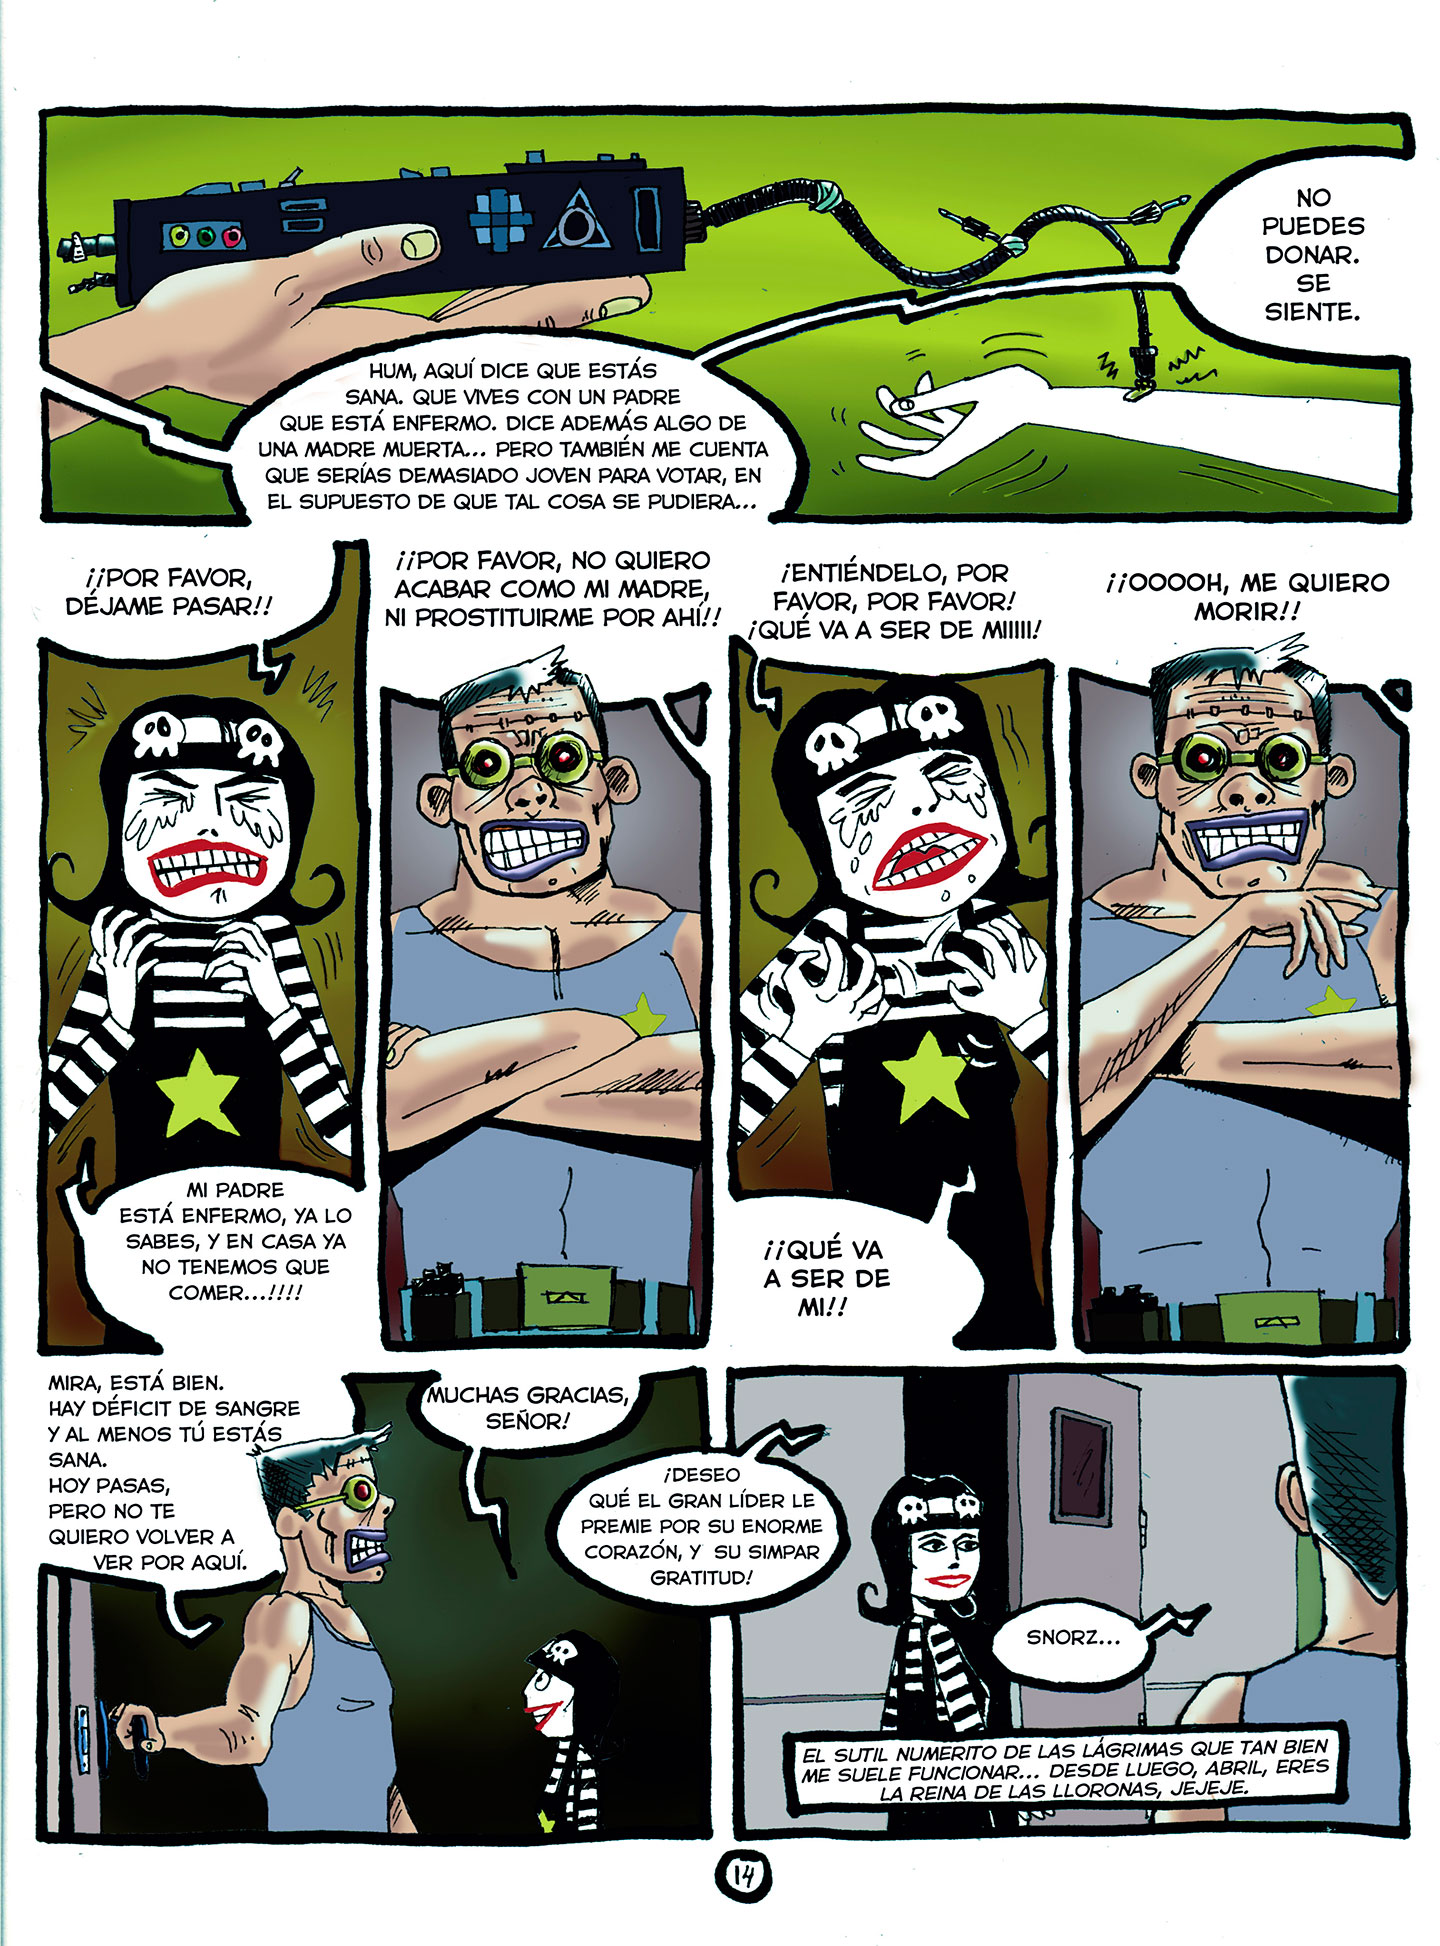 HUM, AQUÍ DICE QUE ESTÁS
SANA. QUE VIVES CON UN PADRE
QUE ESTÁ ENFERMO. DICE ADEMÁS ALGO DE
UNA MADRE MUERTA... PERO TAMBIÉN ME CUENTA
QUE SERÍAS DEMASIADO JOVEN PARA VOTAR, EN
EL SUPUESTO DE QUE TAL COSA SE PUDIERA...
NO
PUEDES
DONAR.
SE
SIENTE.
¡¡POR FAVOR,
DÉJAME PASAR!!
MI PADRE
ESTÁ ENFERMO, YA LO
SABES, Y EN CASA YA
NO TENEMOS QUE
COMER...!!!!
¡¡POR FAVOR, NO QUIERO
ACABAR COMO MI MADRE,
NI PROSTITUIRME POR AHÍ!!
¡ENTIÉNDELO, POR
FAVOR, POR FAVOR!
¡QUÉ VA A SER DE MIIIII!
¡¡QUÉ VA
A SER DE
MI!!
¡¡OOOOH, ME QUIERO
MORIR!!
MIRA, ESTÁ BIEN.
HAY DÉFICIT DE SANGRE
Y AL MENOS TÚ ESTÁS
SANA.
HOY PASAS,
PERO NO TE
QUIERO VOLVER A
VER POR AQUÍ.
MUCHAS GRACIAS,
SEÑOR!
¡DESEO
QUÉ EL GRAN LÍDER LE
PREMIE POR SU ENORME
CORAZÓN, Y SU SIMPAR
GRATITUD!
SNORZ...
EL SUTIL NUMERITO DE LAS LÁGRIMAS QUE TAN BIEN
ME SUELE FUNCIONAR... DESDE LUEGO, ABRIL, ERES
LA REINA DE LAS LLORONAS, JEJEJE.
14